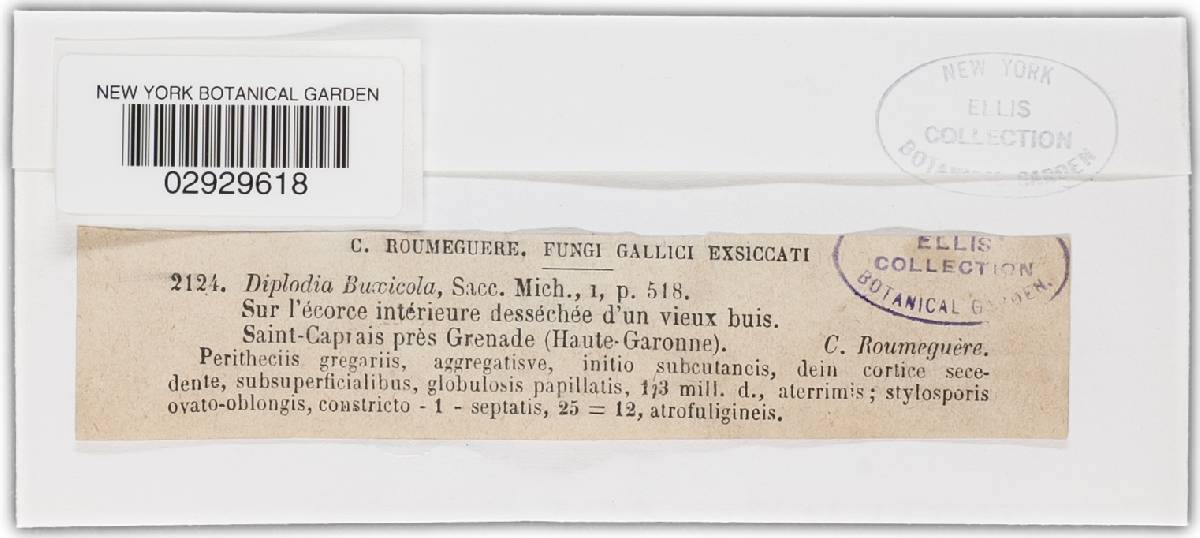 NEW YORK BOTANICAL GARDEN
02929618
NEW YORK
ELLIS
COLLECTION
BOTANICAL GARDEN
C. ROUMEGUERE. FUNGI GALLICI EXSICCATI
ELLIS
COLLECTION
BOTANICAL GARDEN.
2124. Diplodia Buxicola, Sacc. Mich., 1, p. 518.
Sur l'écorce intérieure desséchée d'un vieux buis.
Saint-Caprais près Grenade (Haute-Garonne). C. Roumeguère.
Peritheciis gregariis, aggregatisve, initio subcutaneis, dein cortice sece-
dente, subsuperficialibus, globulosis papillatis, 1/3 mill. d., aterrimis; stylosporis
ovato-oblongis, constricto - 1 - septatis, 25 = 12, atrofuligineis.